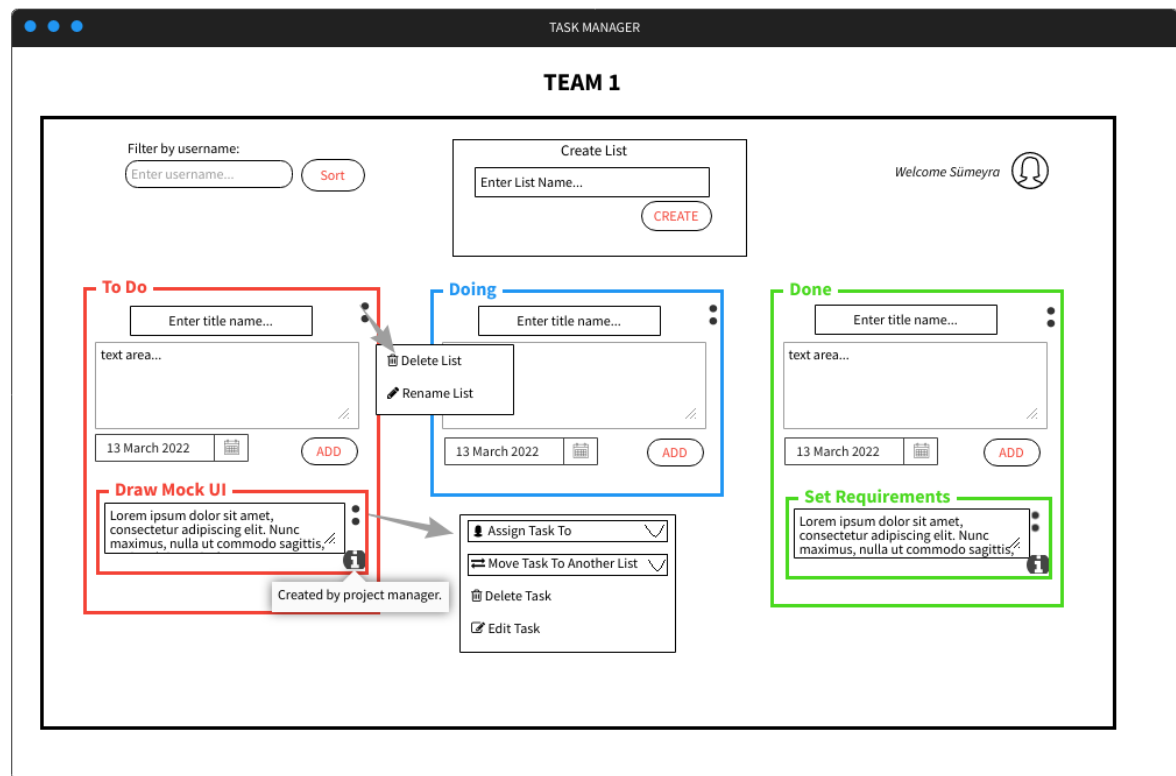 TASK MANAGER
TEAM 1
Filter by username:
Enter username...
Sort
Create List
Enter List Name...
CREATE
Welcome Sümeyra
To Do
Enter title name...
text area...
13 March 2022
ADD
Draw Mock UI
Lorem ipsum dolor sit amet,
consectetur adipiscing elit. Nunc
maximus, nulla ut commodo sagittis,
i
Created by project manager.
Delete List
Rename List
Doing
Enter title name...
13 March 2022
ADD
Assign Task To
Move Task To Another List
Delete Task
Edit Task
Done
Enter title name...
text area...
13 March 2022
ADD
Set Requirements
Lorem ipsum dolor sit amet,
consectetur adipiscing elit. Nunc
maximus, nulla ut commodo sagittis,
i